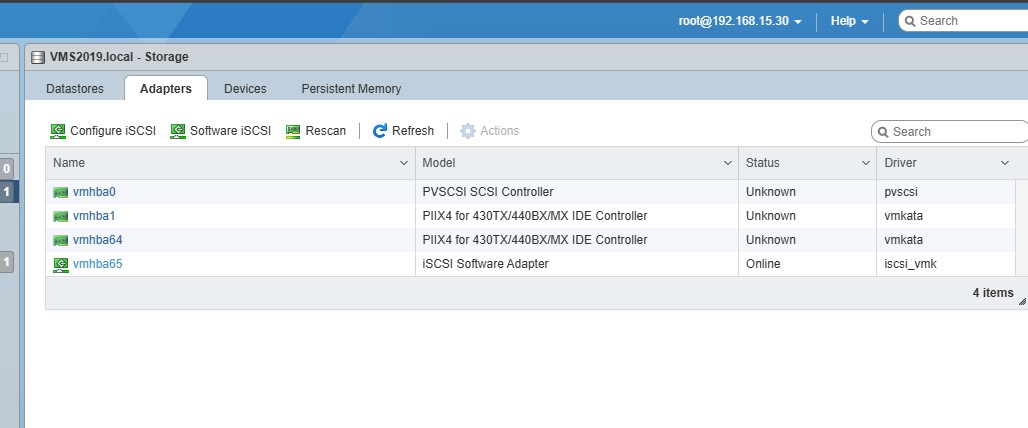 root@192.168.15.30 Help Search
VMS2019.local - Storage
Datastores Adapters Devices Persistent Memory
Configure iSCSI Software iSCSI Rescan Refresh Actions Search
Name Model Status Driver
0
vmhba0 PVSCSI SCSI Controller Unknown pvscsi
1
vmhba1 PIIX4 for 430TX/440BX/MX IDE Controller Unknown vmkata
vmhba64 PIIX4 for 430TX/440BX/MX IDE Controller Unknown vmkata
1 vmhba65 iSCSI Software Adapter Online iscsi_vmk
4 items